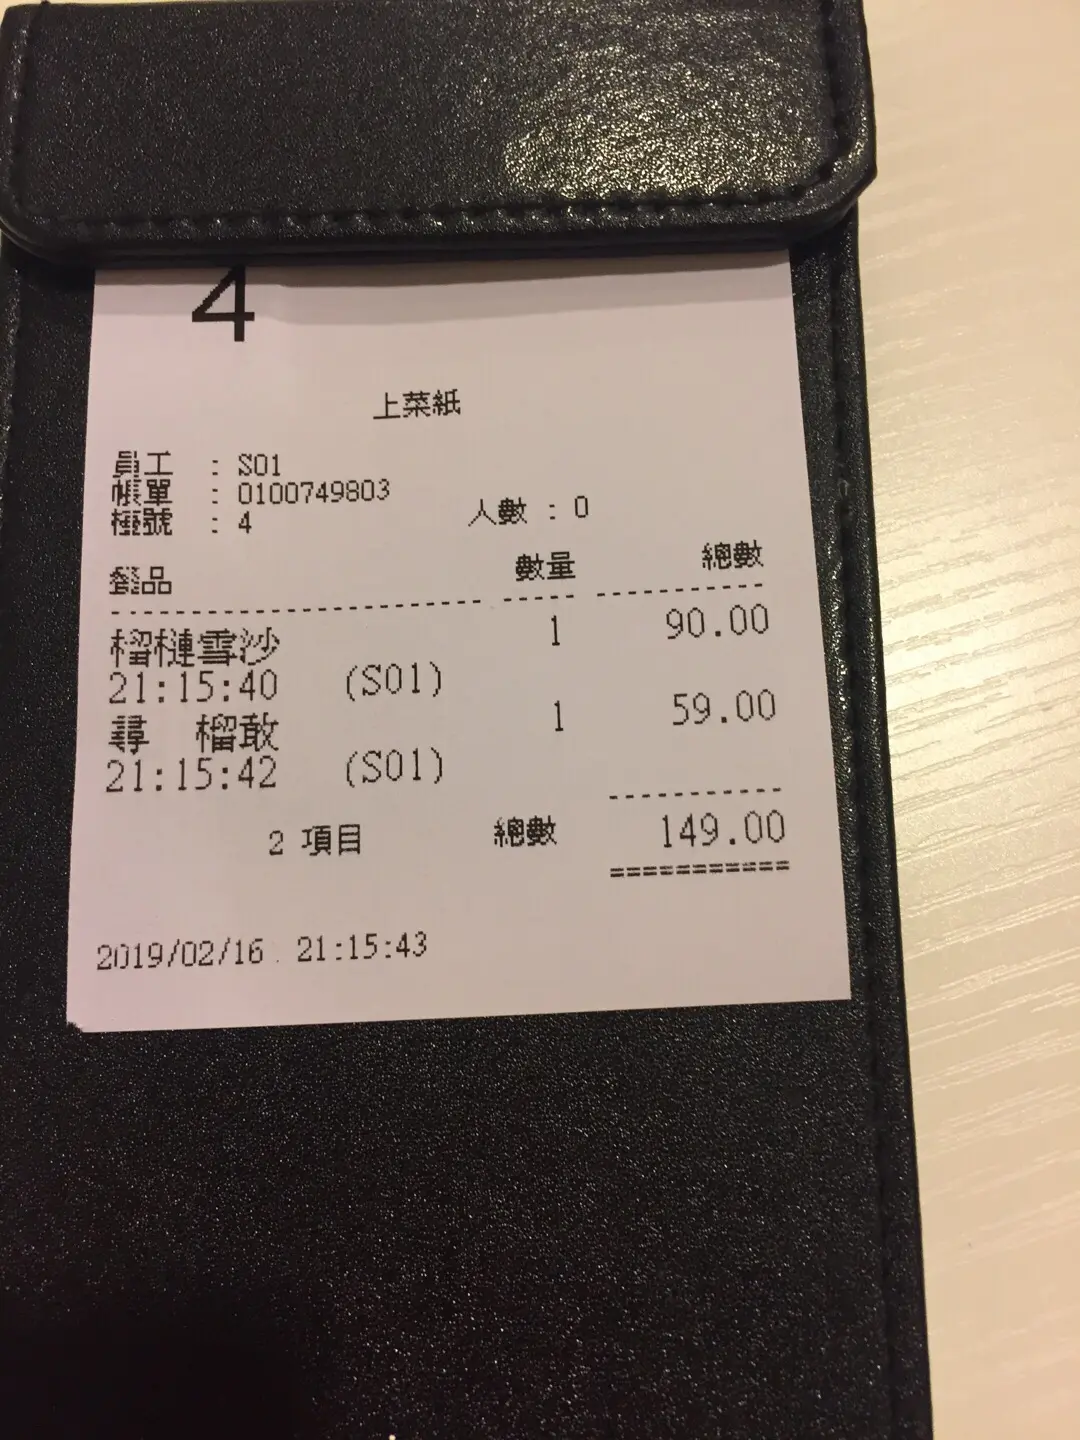 4
上菜紙
員工 : S01
帳單 : 0100749803
檯號 : 4 人數 : 0
餐品 數量 總數
榴槤雪沙 1 90.00
21:15:40 (S01)
尋 榴敢 1 59.00
21:15:42 (S01)
2 項目 總數 149.00
2019/02/16 21:15:43